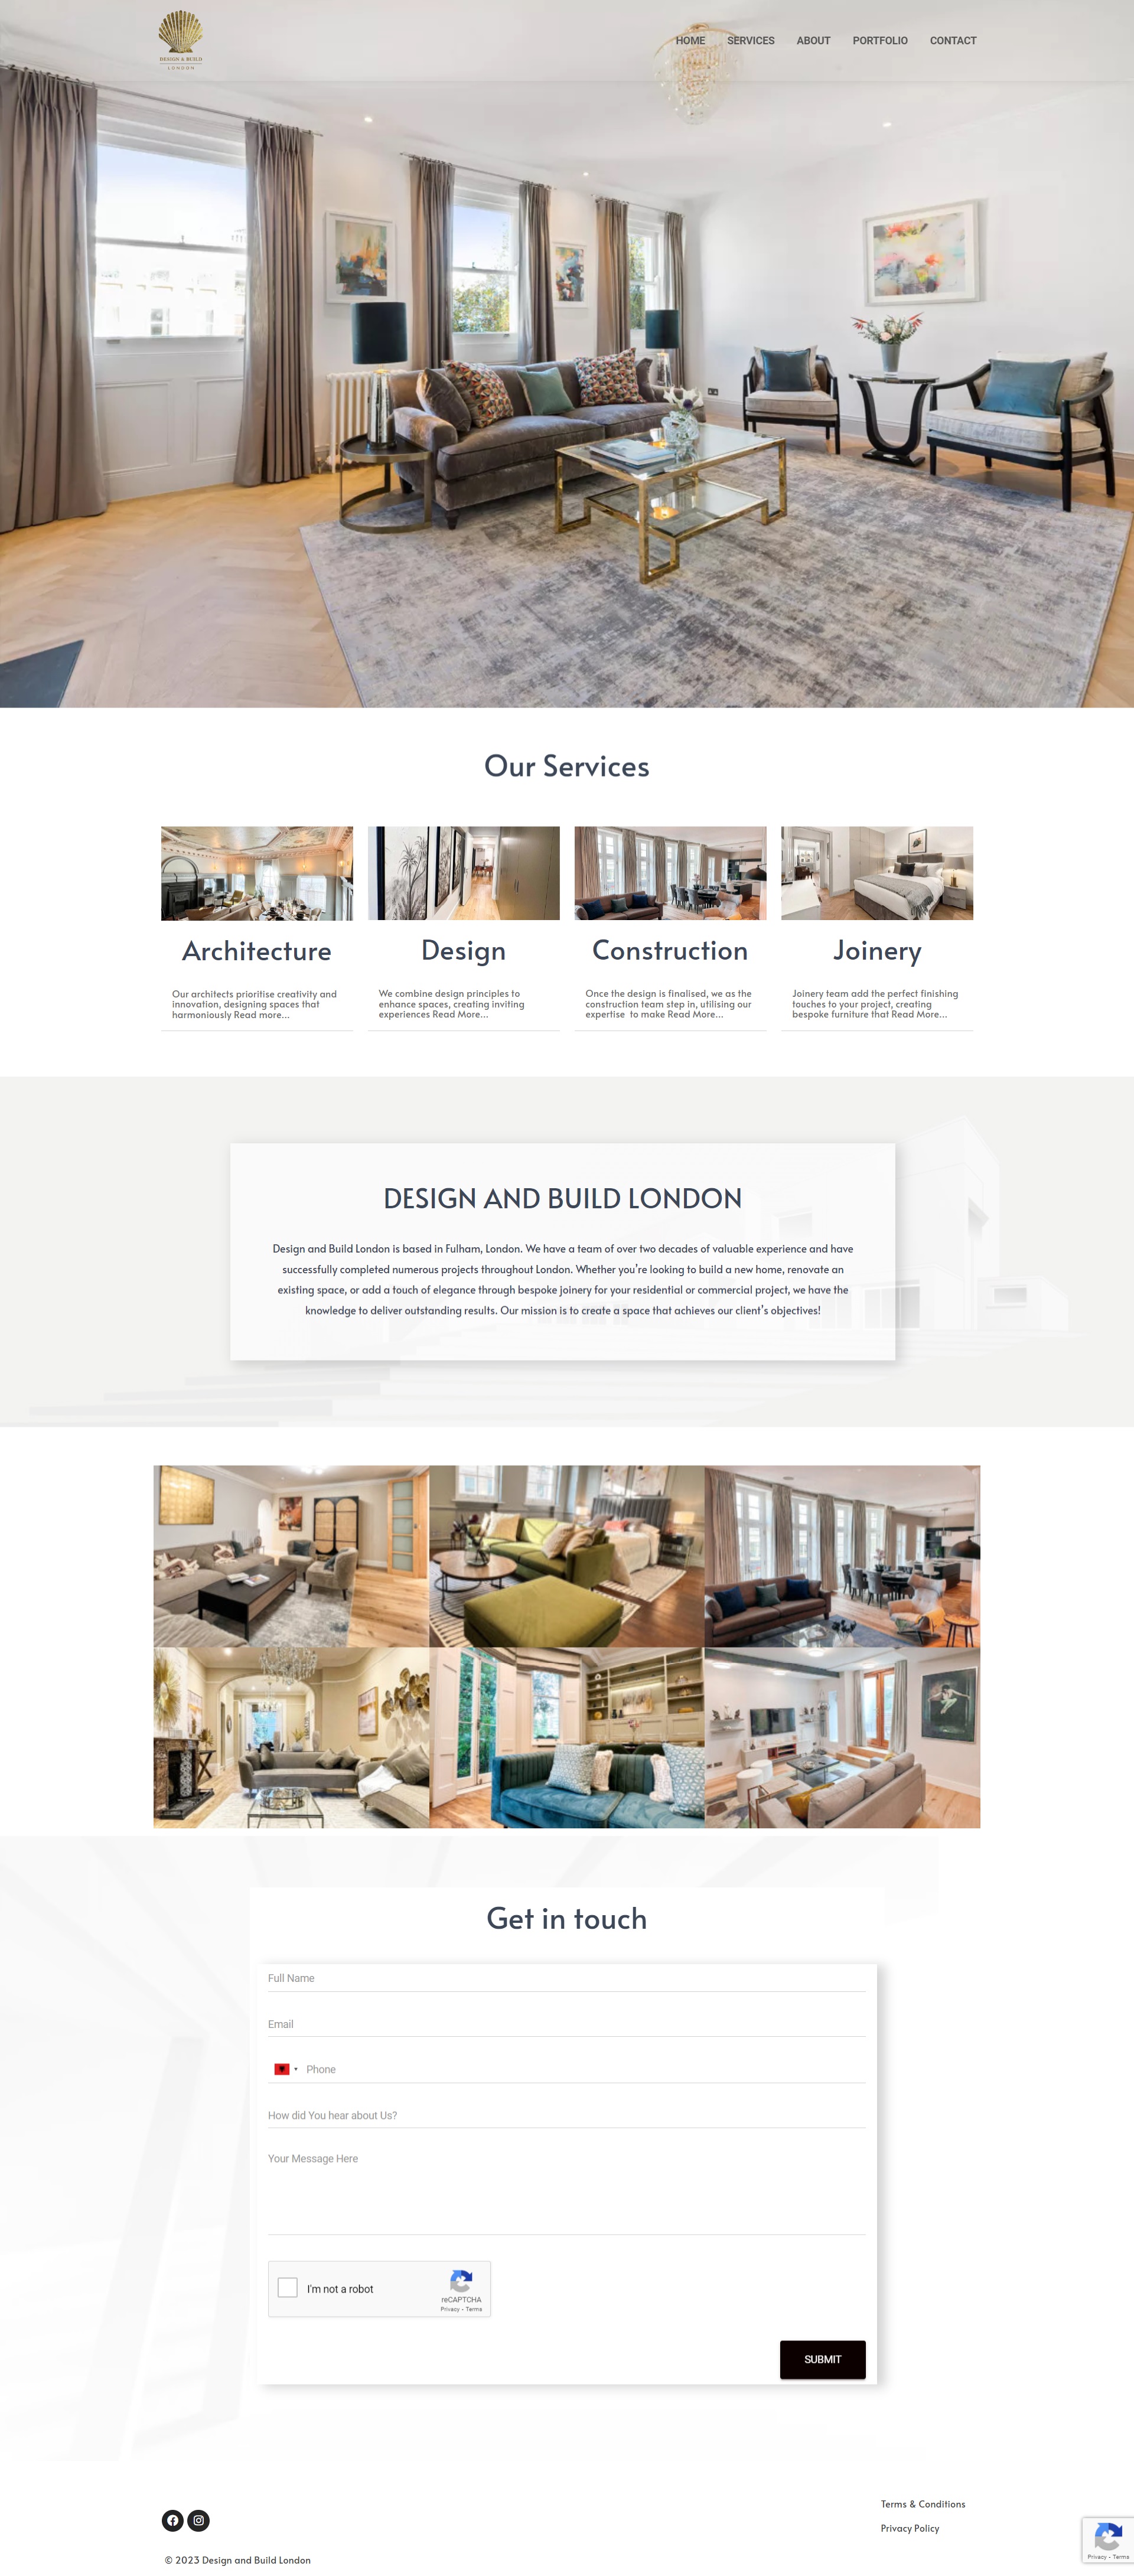 DESIGN & BUILD
LONDON
HOME SERVICES ABOUT PORTFOLIO CONTACT
Our Services
Architecture
Our architects prioritise creativity and
innovation, designing spaces that
harmoniously Read more...
Design
We combine design principles to
enhance spaces, creating inviting
experiences Read More...
Construction
Once the design is finalised, we as the
construction team step in, utilising our
expertise to make Read More...
Joinery
Joinery team add the perfect finishing
touches to your project, creating
bespoke furniture that Read More...
DESIGN AND BUILD LONDON
Design and Build London is based in Fulham, London. We have a team of over two decades of valuable experience and have
successfully completed numerous projects throughout London. Whether you’re looking to build a new home, renovate an
existing space, or add a touch of elegance through bespoke joinery for your residential or commercial project, we have the
knowledge to deliver outstanding results. Our mission is to create a space that achieves our client’s objectives!
Get in touch
Full Name
Email
Phone
How did You hear about Us?
Your Message Here
I'm not a robot
reCAPTCHA
Privacy - Terms
SUBMIT
Terms & Conditions
Privacy Policy
© 2023 Design and Build London
Privacy - Terms